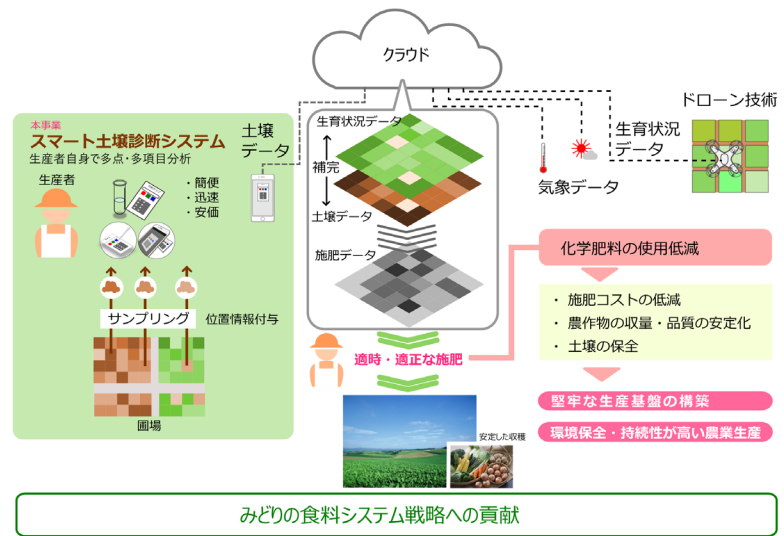 クラウド
本事業
スマート土壌診断システム
生産者自身で多点・多項目分析
生産者
・簡便
・迅速
・安価
サンプリング
位置情報付与
圃場
土壌
データ
生育状況データ
補完
土壌データ
施肥データ
適時・適正な施肥
安定した収穫
気象データ
生育状況
データ
ドローン技術
化学肥料の使用低減
・ 施肥コストの低減
・ 農作物の収量・品質の安定化
・ 土壌の保全
堅牢な生産基盤の構築
環境保全・持続性が高い農業生産
みどりの食料システム戦略への貢献